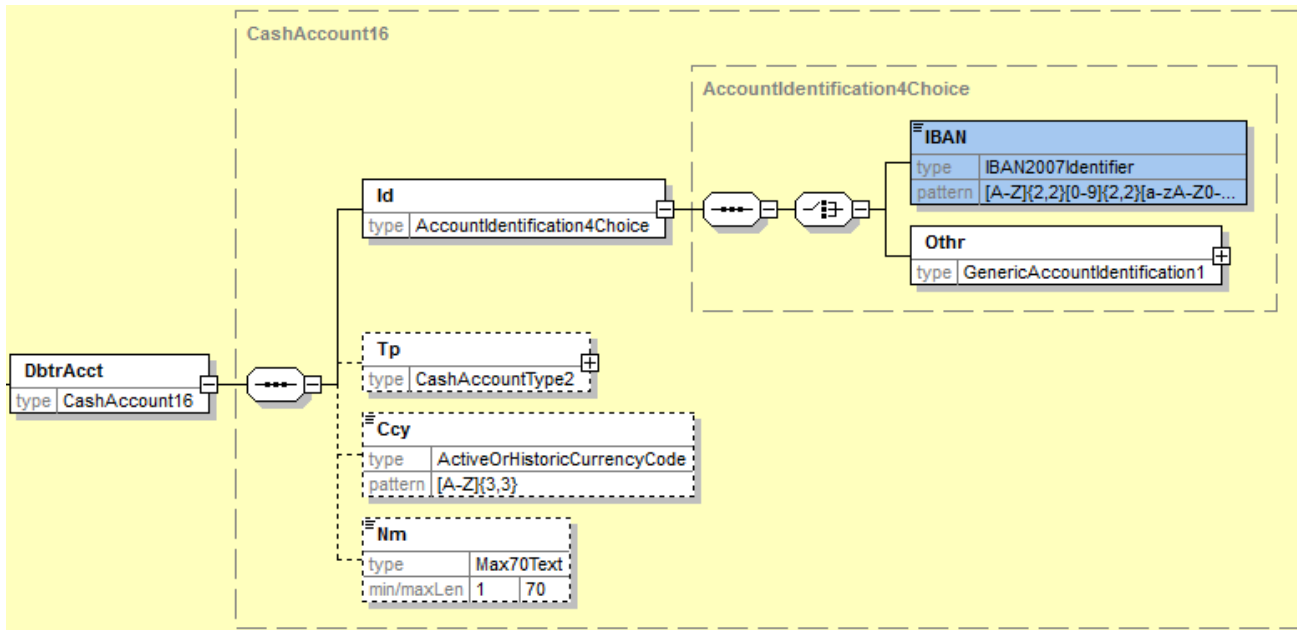 CashAccount16
AccountIdentification4Choice
IBAN
type IBAN2007Identifier
pattern [A-Z]{2,2}[0-9]{2,2}[a-zA-Z0-...
Id
type AccountIdentification4Choice
Othr
type GenericAccountIdentification1
Tp
type CashAccountType2
DbtrAcct
type CashAccount16
Ccy
type ActiveOrHistoricCurrencyCode
pattern [A-Z]{3,3}
Nm
type Max70Text
min/maxLen 1 70